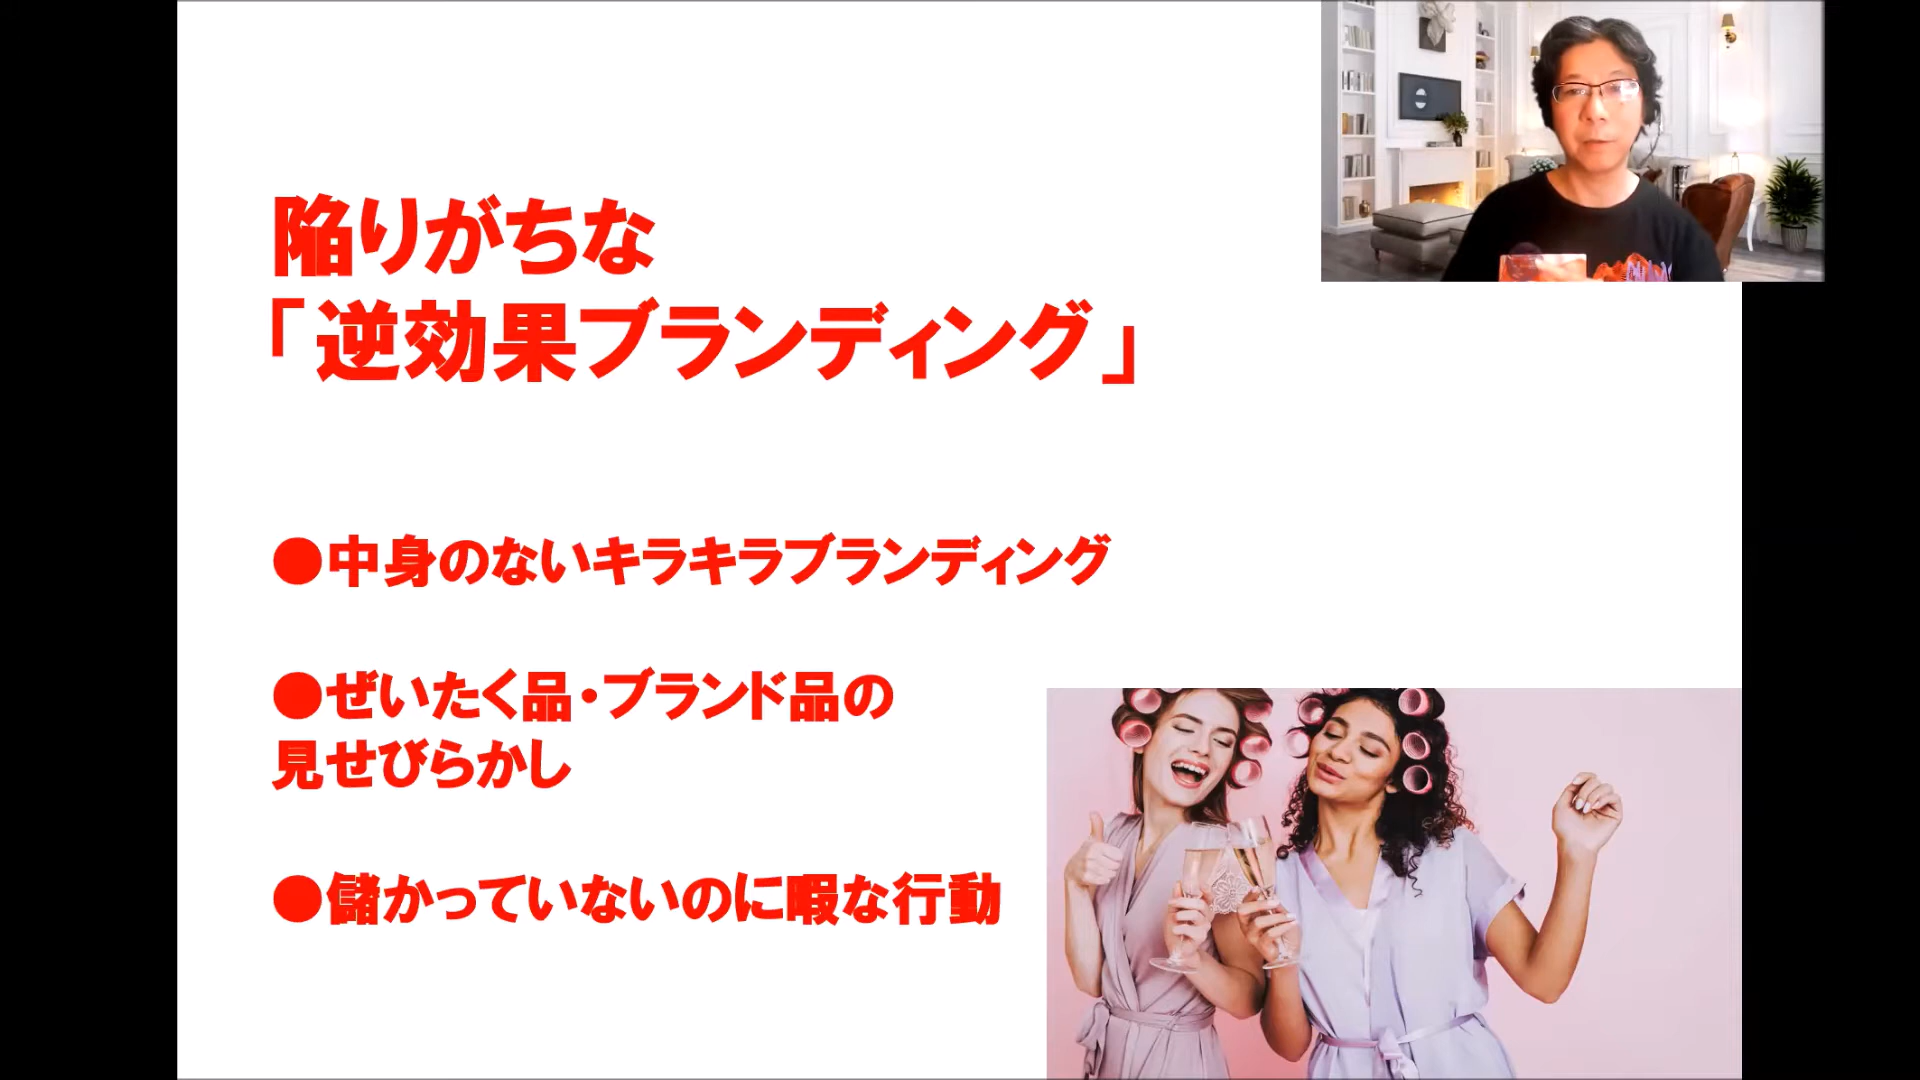 陥りがちな
「逆効果ブランディング」
●中身のないキラキラブランディング
●ぜいたく品・ブランド品の
見せびらかし
●儲かっていないのに暇な行動